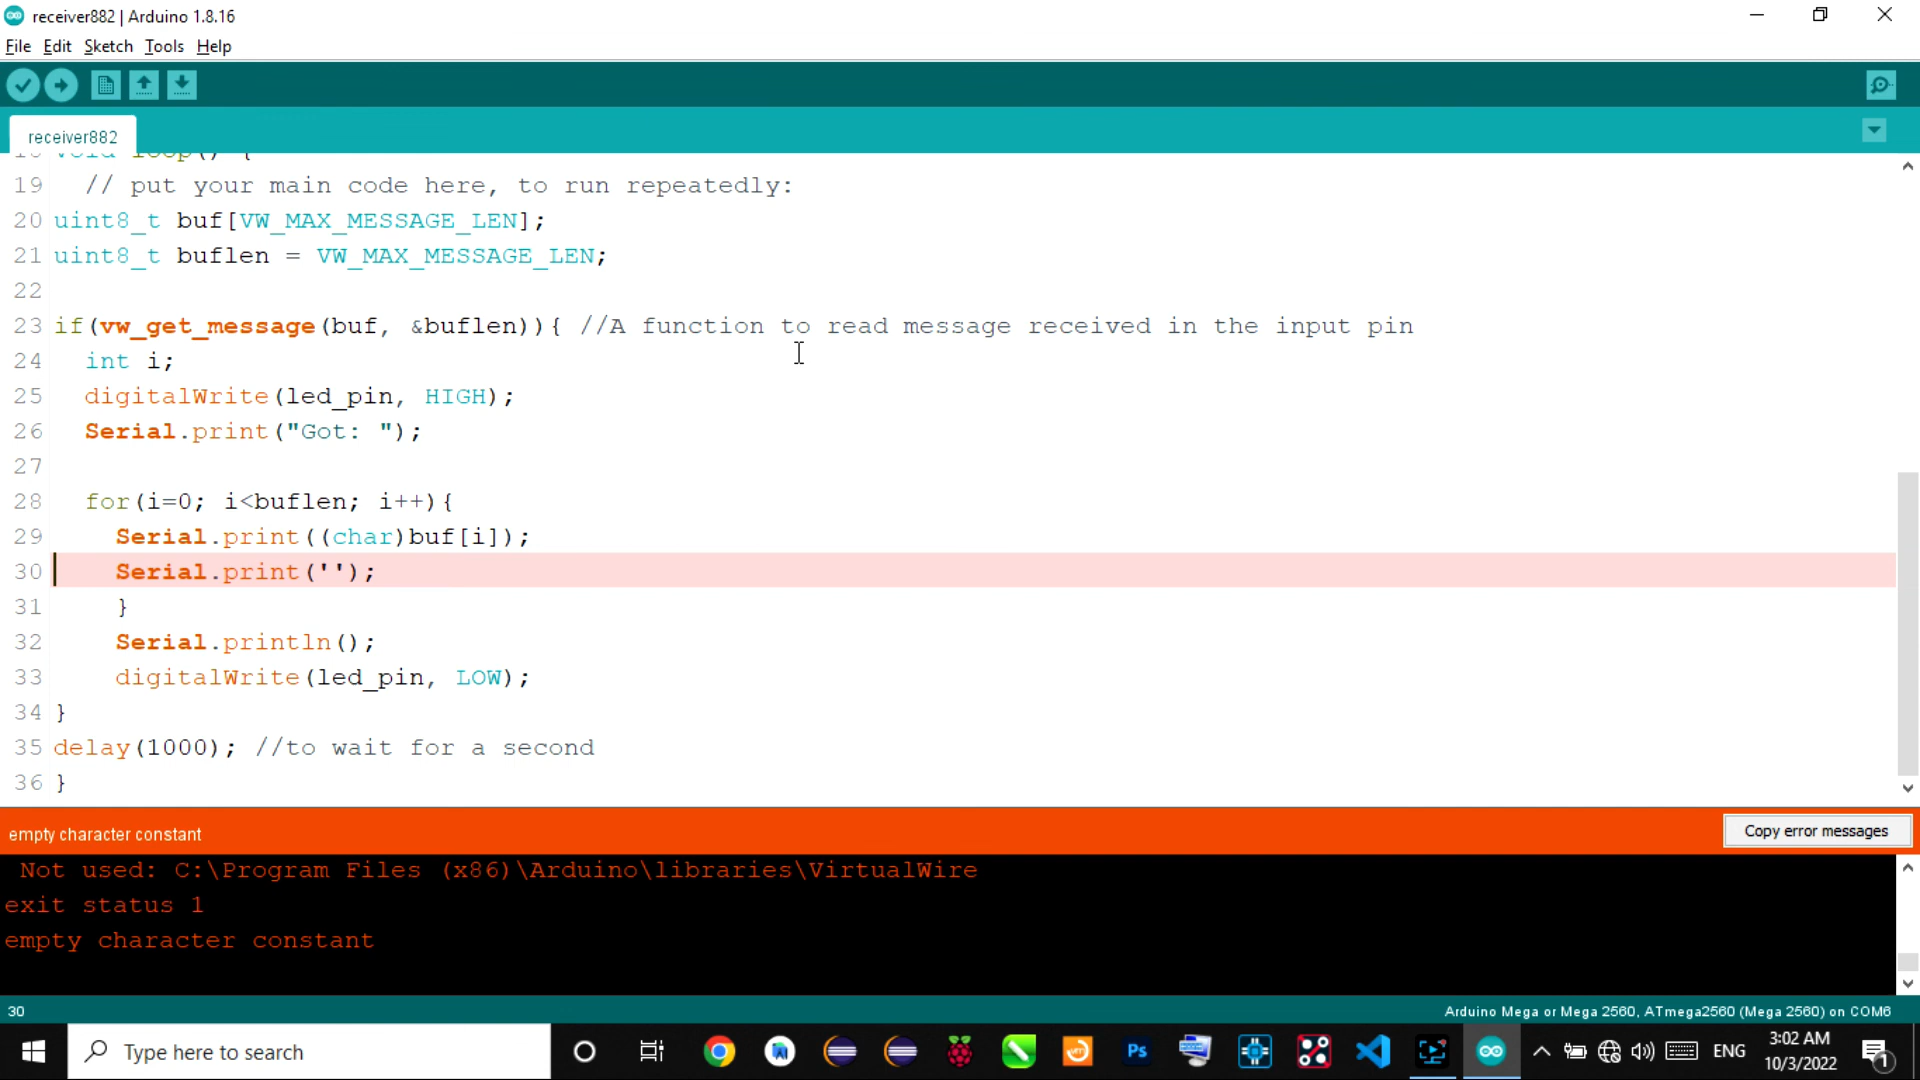 receiver882 | Arduino 1.8.16
File Edit Sketch Tools Help
receiver882
18 void loop() {
19 // put your main code here, to run repeatedly:
20 uint8_t buf[VW_MAX_MESSAGE_LEN];
21 uint8_t buflen = VW_MAX_MESSAGE_LEN;
22
23 if(vw_get_message(buf, &buflen)){ //A function to read message received in the input pin
24 int i;
25 digitalWrite(led_pin, HIGH);
26 Serial.print("Got: ");
27
28 for(i=0; i<buflen; i++){
29 Serial.print((char)buf[i]);
30 Serial.print('');
31 }
32 Serial.println();
33 digitalWrite(led_pin, LOW);
34 }
35 delay(1000); //to wait for a second
36 }
empty character constant
Copy error messages
Not used: C:\Program Files (x86)\Arduino\libraries\VirtualWire
exit status 1
empty character constant
30
Arduino Mega or Mega 2560, ATmega2560 (Mega 2560) on COM6
Type here to search
Ps
ENG
3:02 AM
10/3/2022
1